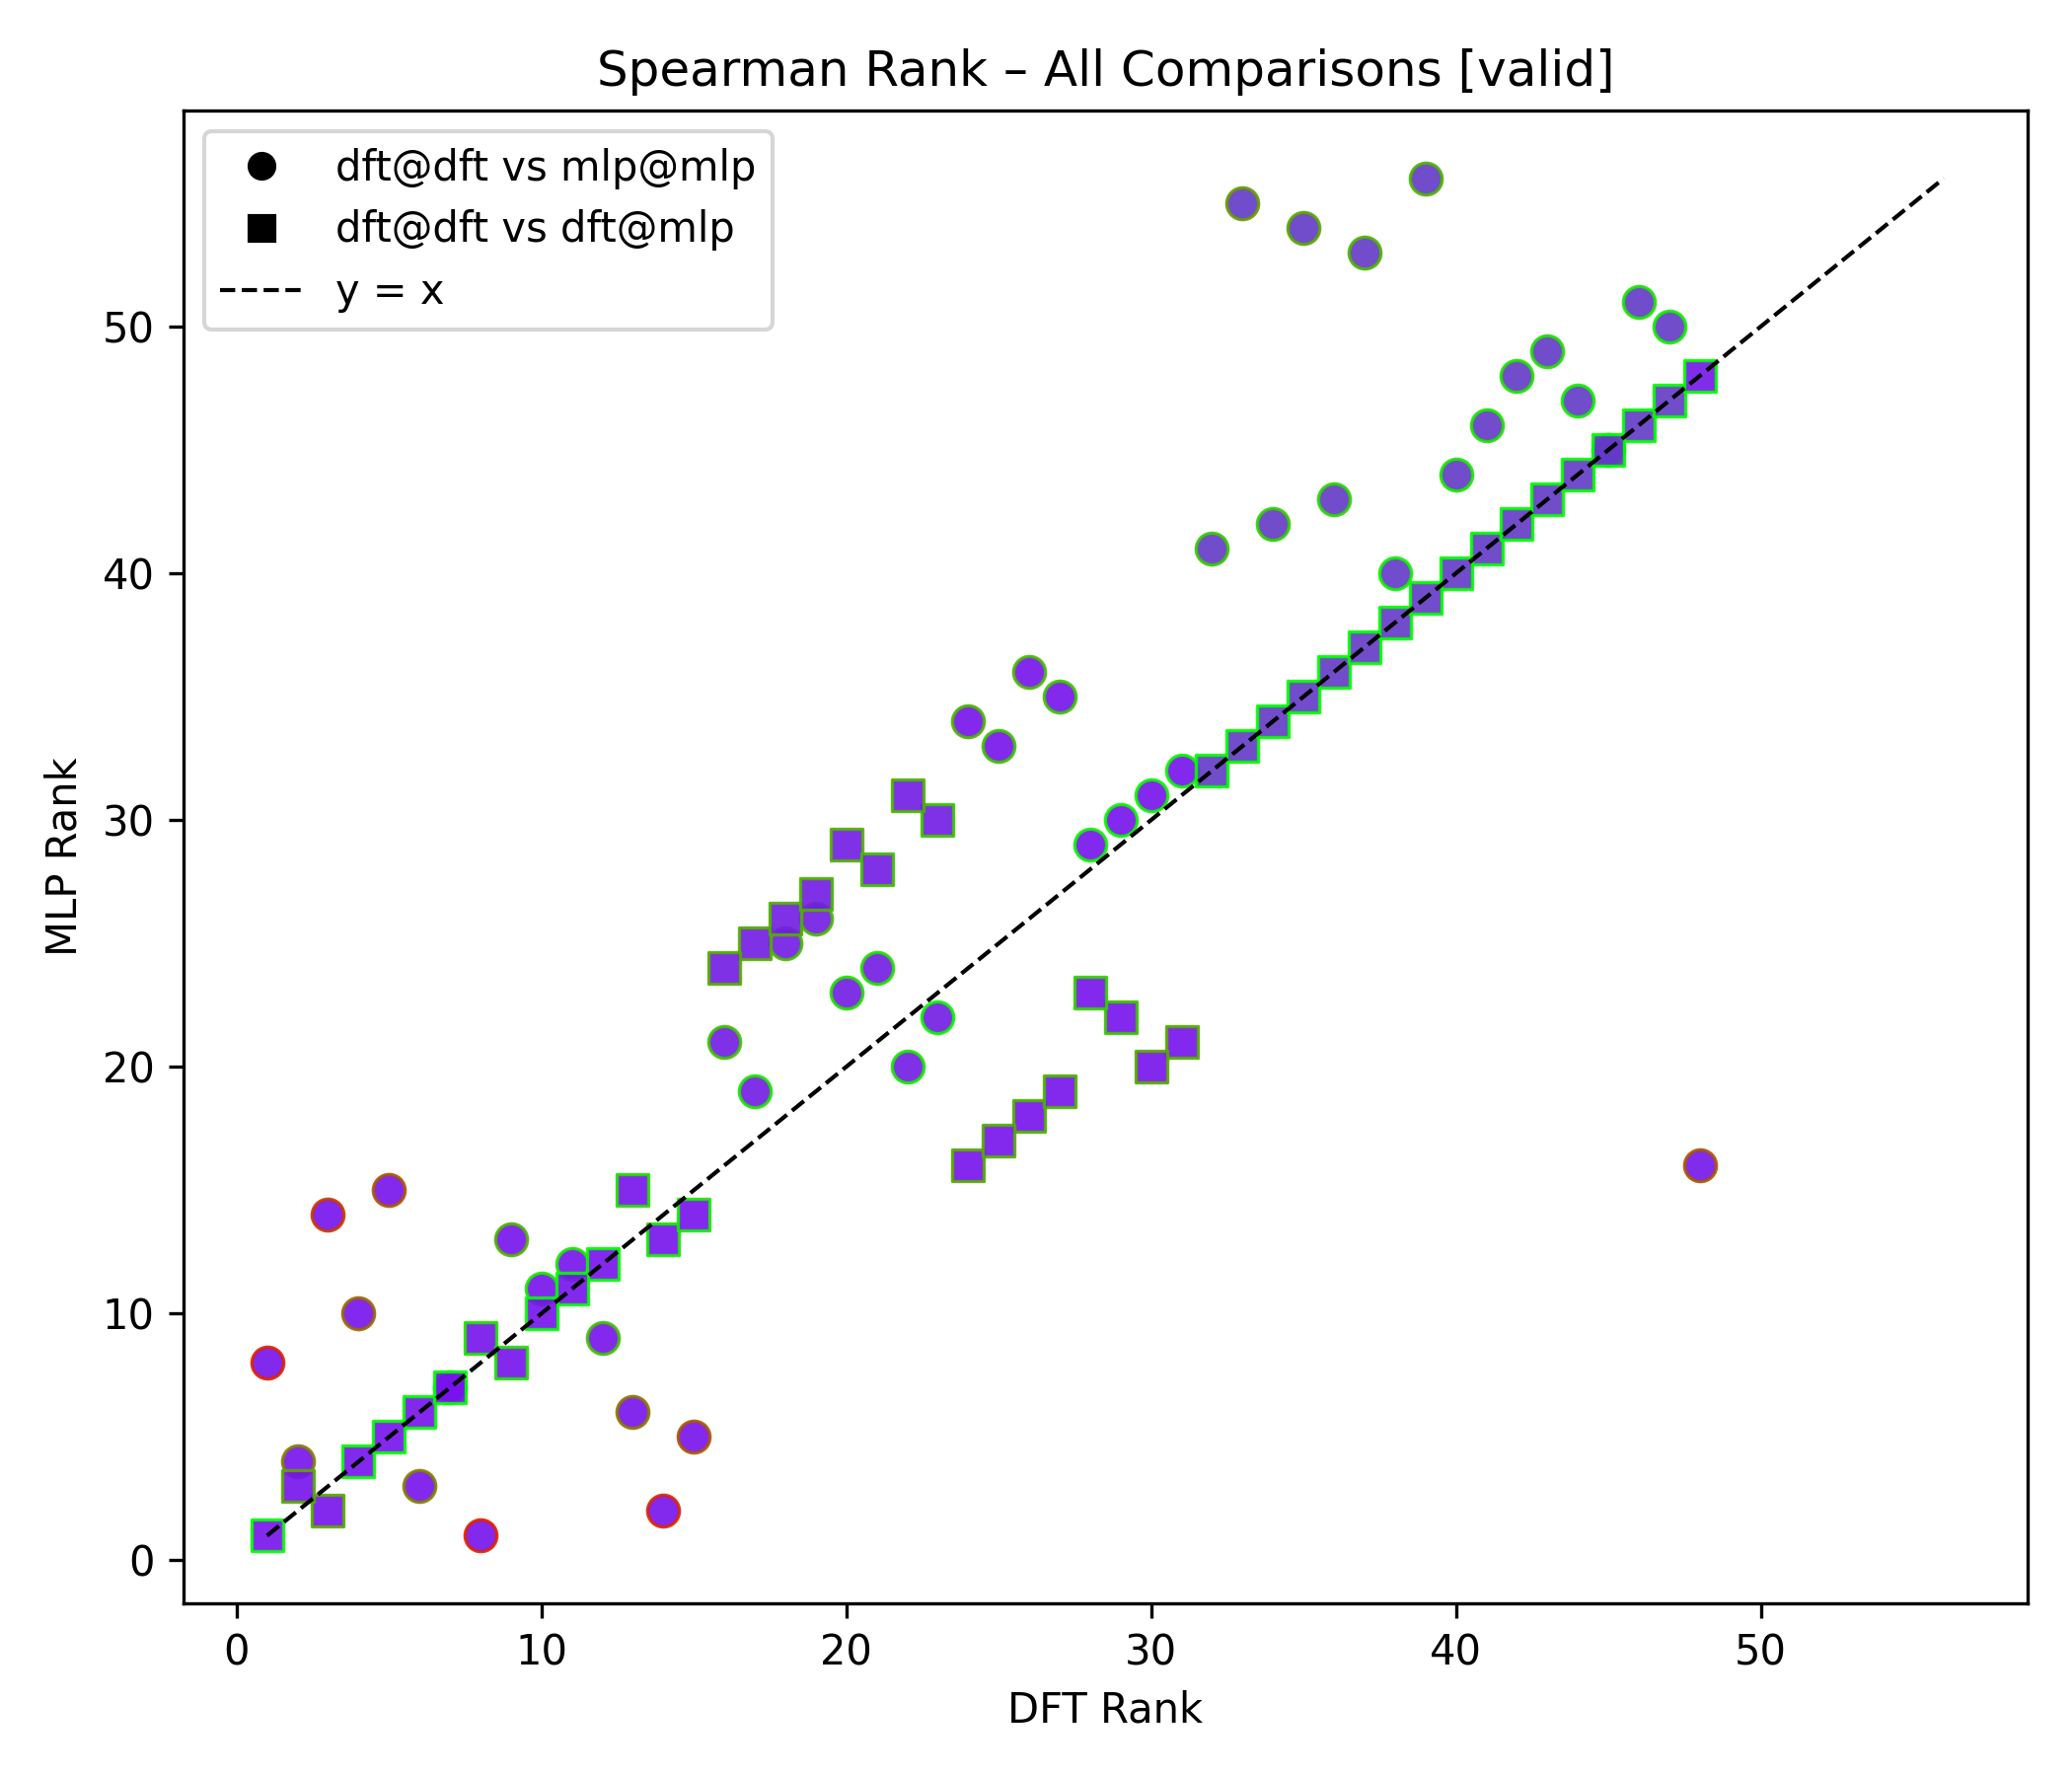 Spearman Rank – All Comparisons [valid]
dft@dft vs mlp@mlp
dft@dft vs dft@mlp
y = x
MLP Rank
50
40
30
20
10
0
0 10 20 30 40 50
DFT Rank